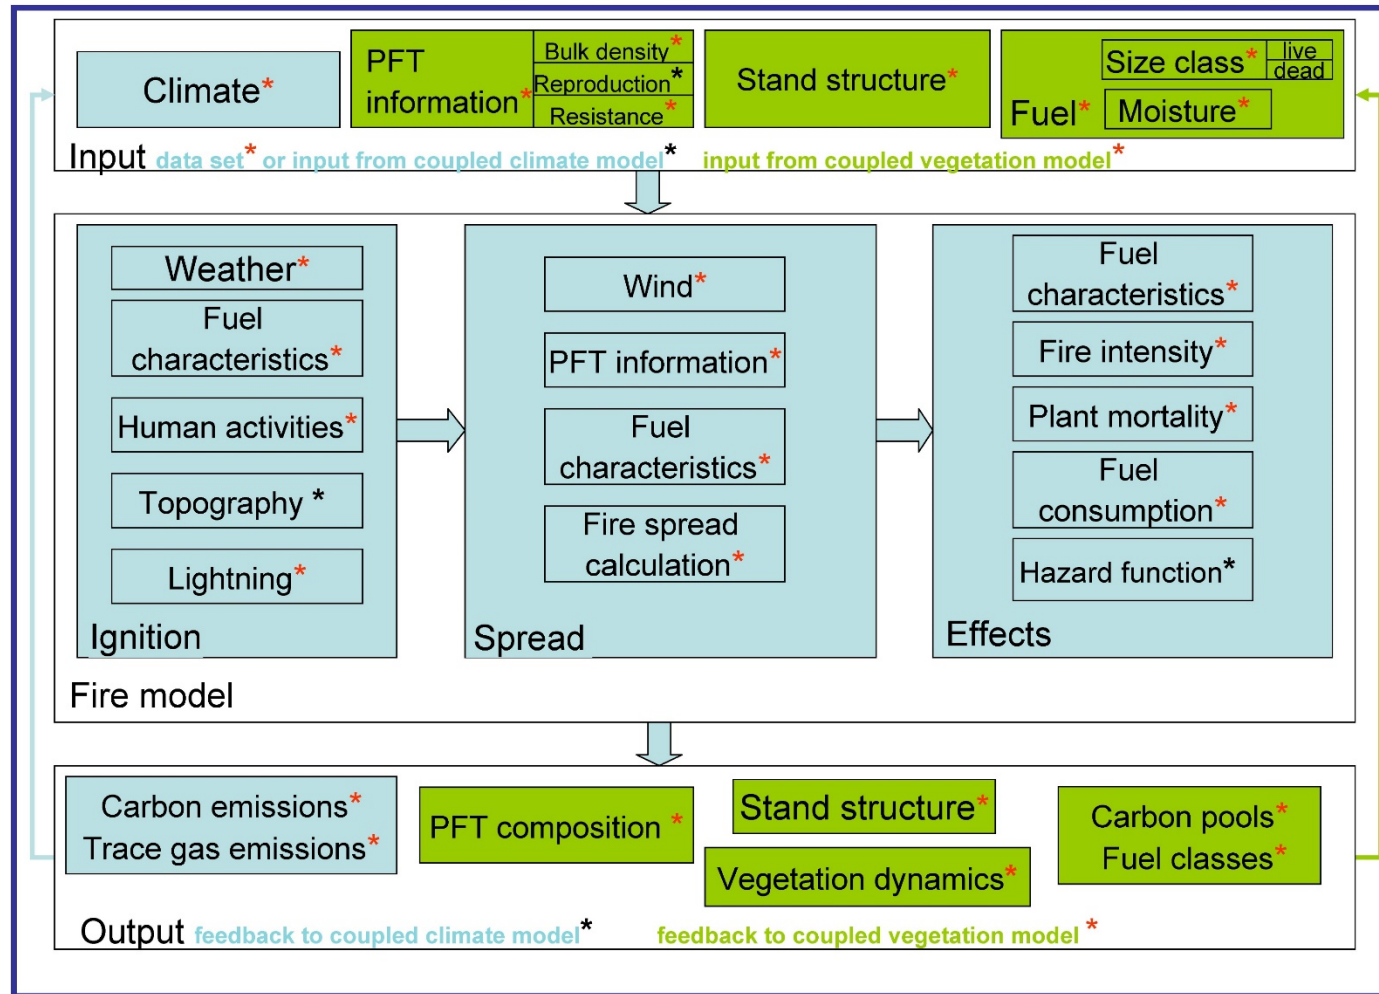 Climate*
PFT
information*
Bulk density*
Reproduction*
Resistance*
Stand structure*
Fuel*
Size class*
live
dead
Moisture*
Input data set* or input from coupled climate model* input from coupled vegetation model*
Weather*
Fuel
characteristics*
Human activities*
Topography *
Lightning*
Ignition
Wind*
PFT information*
Fuel
characteristics*
Fire spread
calculation*
Spread
Fuel
characteristics*
Fire intensity*
Plant mortality*
Fuel
consumption*
Hazard function*
Effects
Fire model
Carbon emissions*
Trace gas emissions*
PFT composition *
Stand structure*
Vegetation dynamics*
Carbon pools*
Fuel classes*
Output feedback to coupled climate model* feedback to coupled vegetation model *